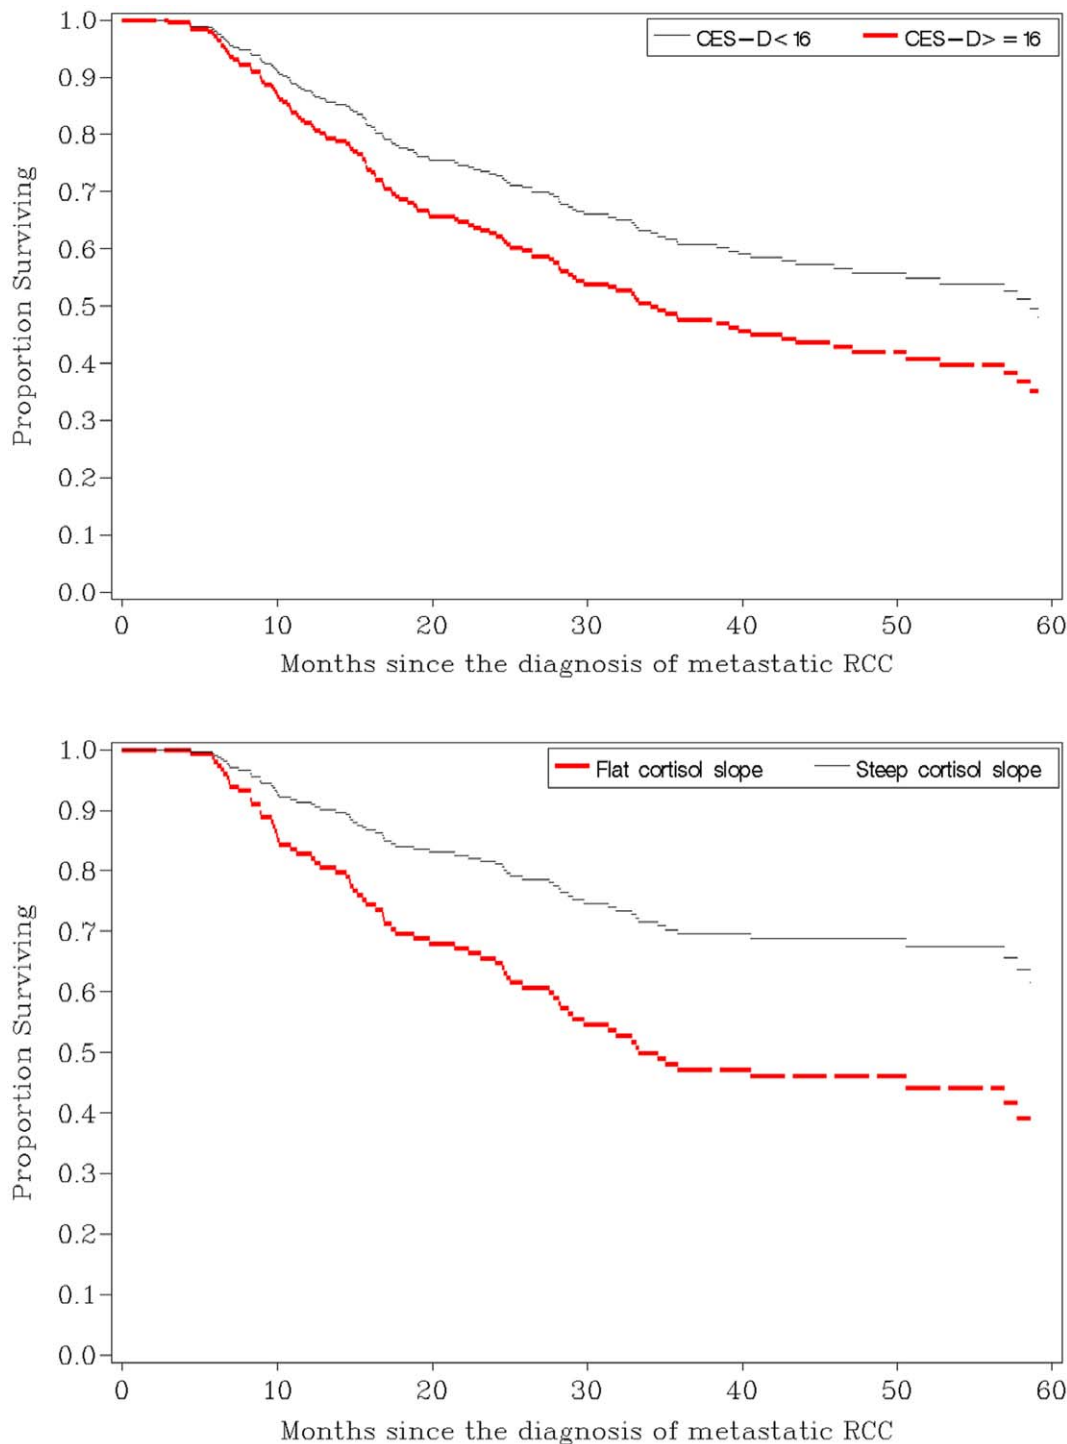 CES-D<16 CES-D>=16
1.0
0.9
0.8
0.7
0.6
0.5
0.4
0.3
0.2
0.1
0.0
Proportion Surviving
0 10 20 30 40 50 60
Months since the diagnosis of metastatic RCC
Flat cortisol slope Steep cortisol slope
1.0
0.9
0.8
0.7
0.6
0.5
0.4
0.3
0.2
0.1
0.0
Proportion Surviving
0 10 20 30 40 50 60
Months since the diagnosis of metastatic RCC